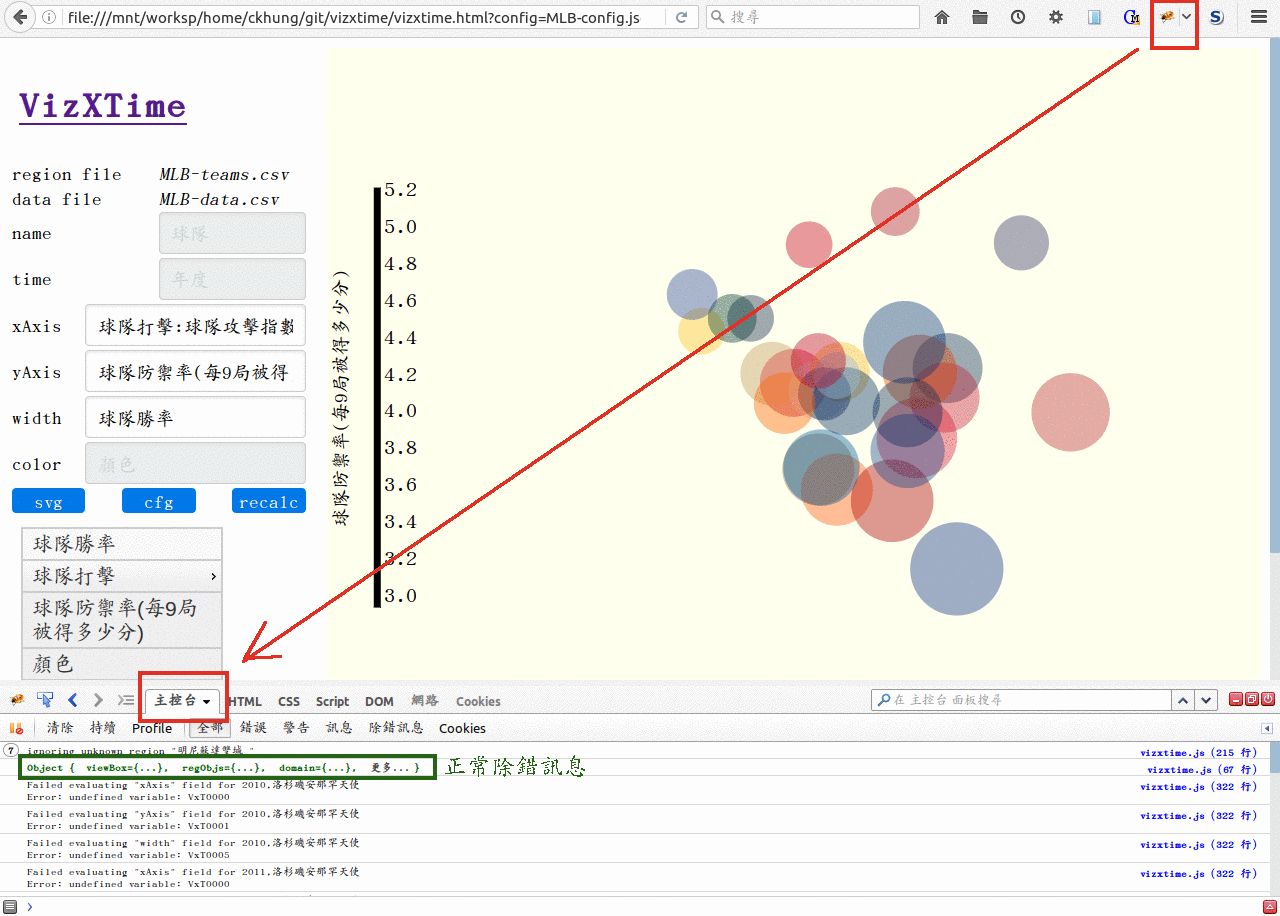 file:///mnt/worksp/home/ckhung/git/vizxtime/vizxtime.html?config=MLB-config.js
搜尋
VizXTime
region file MLB-teams.csv
data file MLB-data.csv
name 球隊
time 年度
xAxis 球隊打擊:球隊攻擊指數
yAxis 球隊防禦率(每9局被得
width 球隊勝率
color 顏色
svg cfg recalc
球隊勝率
球隊打擊
球隊防禦率(每9局
被得多少分)
顏色
球隊防禦率(每9局被得多少分)
5.2
5.0
4.8
4.6
4.4
4.2
4.0
3.8
3.6
3.4
3.2
3.0
主控台 HTML CSS Script DOM 網路 Cookies
在 主控台 面板搜尋
清除 持續 Profile 全部 錯誤 警告 訊息 除錯訊息 Cookies
7 ignoring unknown region "明尼蘇達雙城 " vizxtime.js (215 行)
Object { viewBox={...}, regObjs={...}, domain={...}, 更多... } 正常除錯訊息 vizxtime.js (67 行)
Failed evaluating "xAxis" field for 2010,洛杉磯安那罕天使 vizxtime.js (322 行)
Error: undefined variable: VxT0000
Failed evaluating "yAxis" field for 2010,洛杉磯安那罕天使 vizxtime.js (322 行)
Error: undefined variable: VxT0001
Failed evaluating "width" field for 2010,洛杉磯安那罕天使 vizxtime.js (322 行)
Error: undefined variable: VxT0005
Failed evaluating "xAxis" field for 2011,洛杉磯安那罕天使 vizxtime.js (322 行)
Error: undefined variable: VxT0000